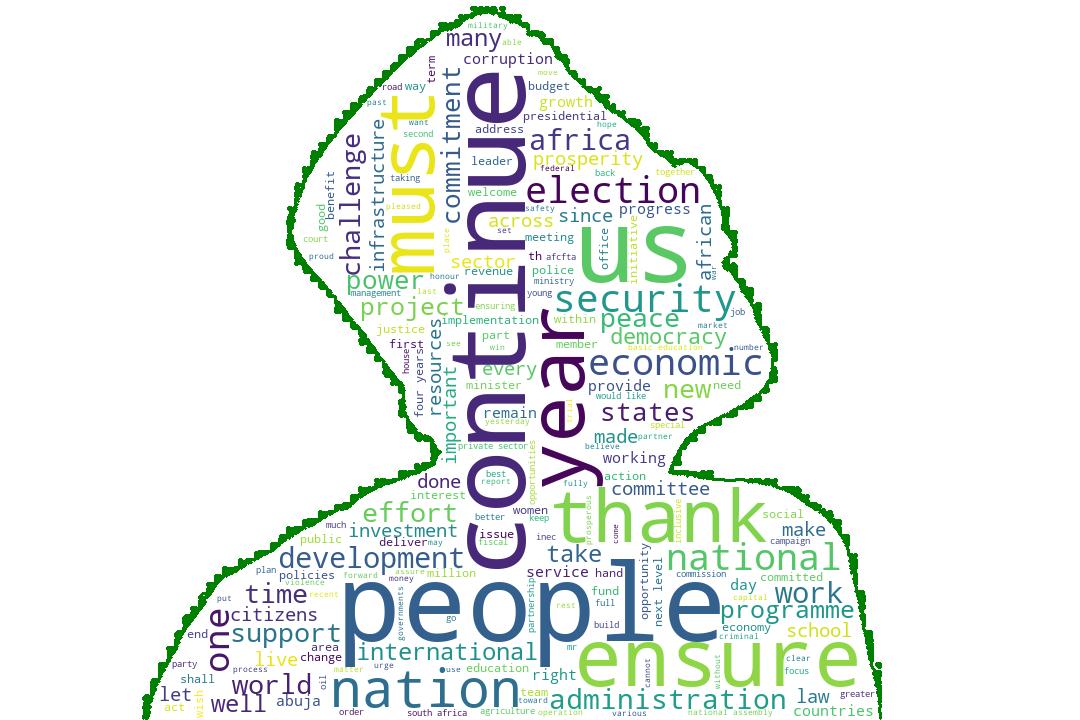 military
many
able
corruption
term
move
road
way
commitment
budget
past
must
growth
want
second
continue
presidential
hope
address
africa
challenge
infrastructure
leader
prosperity
federal
back
together
taking
benefit
welcome
election
good
pleased
safety
progress
across
since
court
place
set
office
initiative
african
war
proud
meeting
us
th
afcfta
sector
police
power
honour
revenue
ministry
management
last
young
security
project
ensuring
job
implementation
within
peace
market
justice
resources
part
democracy
first
see
win
member
basic education
number
house
every
year
economic
four years
important
minister
provide
new
need
would like
remain
trial
states
yesterday
special
made
partner
private sector
believe
opportunities
working
best
action
done
report
fully
committee
interest
women
thank
prosperous
inclusive
effort
better
keep
social
much
investment
issue
inec
come
make
public
deliver
may
fiscal
campaign
development
take
opportunity
next level
national
plan
policies
forward
assure
million
service
hand
commission
day
committed
violence
money
put
time
recent
people
partnership
fund
capital
work
governments
rest
full
programme
one
citizens
go
build
economy
end
support
area
mr
criminal
school
party
live
change
international
ensure
clear
process
matter
urge
use
education
right
cannot
without
focus
shall
world
oil
nation
team
let
well
abuja
toward
administration
law
greater
act
wish
order
south africa
agriculture
operation
various
national assembly
countries